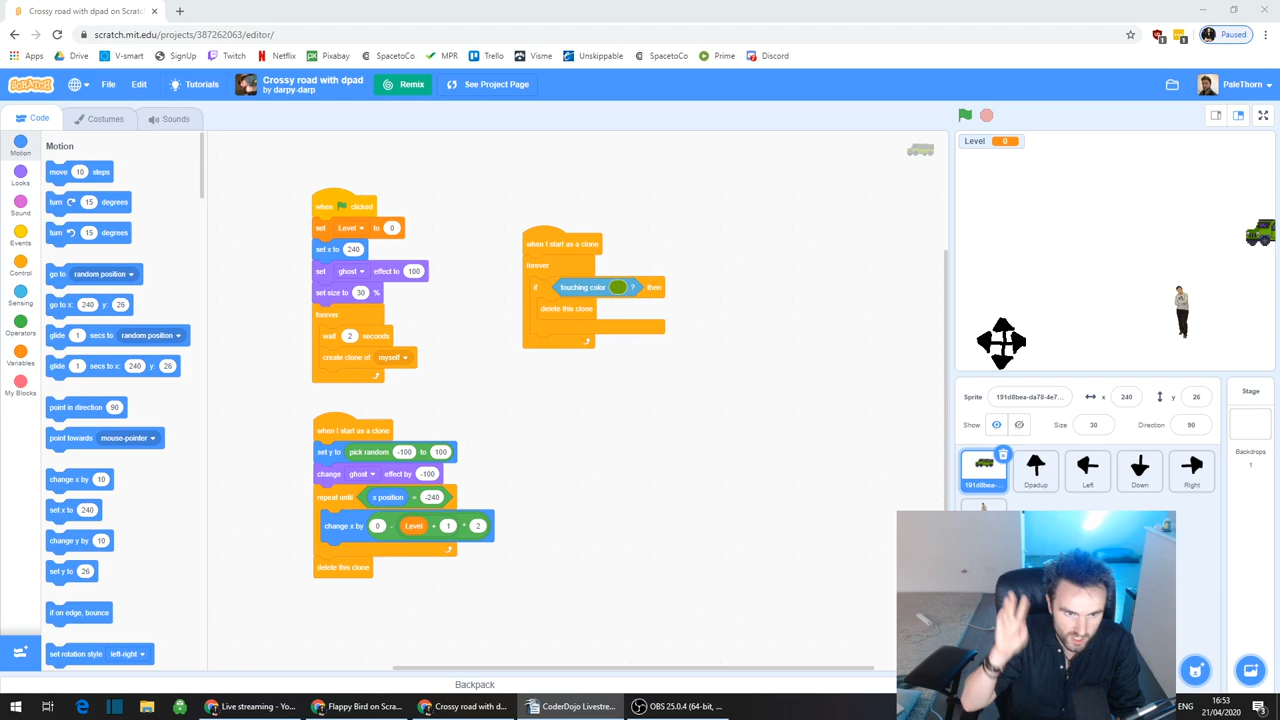 Crossy road with dpad on Scratc
scratch.mit.edu/projects/387262063/editor/
Paused
Apps Drive V-smart SignUp Twitch Netflix Pixabay SpacetoCo MPR Trello Visme Unskippable SpacetoCo Prime Discord
SCRATCH File Edit Tutorials Crossy road with dpad Remix See Project Page PaleThorn
by darpy-darp
Code Costumes Sounds
Motion
Looks
Sound
Events
Control
Sensing
Operators
Variables
My Blocks
Motion
move 10 steps
turn 15 degrees
turn 15 degrees
go to random position
go to x: 240 y: 26
glide 1 secs to random position
glide 1 secs to x: 240 y: 26
point in direction 90
point towards mouse-pointer
change x by 10
set x to 240
change y by 10
set y to 26
if on edge, bounce
set rotation style left-right
when clicked
set Level to 0
set x to 240
set ghost effect to 100
set size to 30 %
forever
wait 2 seconds
create clone of myself
when I start as a clone
set y to pick random -100 to 100
change ghost effect by -100
repeat until x position = -240
change x by 0 - Level + 1 * 2
delete this clone
when I start as a clone
forever
if touching color ? then
delete this clone
Level 0
Sprite 191d8bea-da78-4e7... x 240 y 26
Show Size 30 Direction 90
191d8bea-... Dpadup Left Down Right
Stage
Backdrops
1
Backpack
Live streaming - Yo... Flappy Bird on Scra... Crossy road with d... CoderDojo Livestre... OBS 25.0.4 (64-bit, ...
ENG
16:53
21/04/2020
3